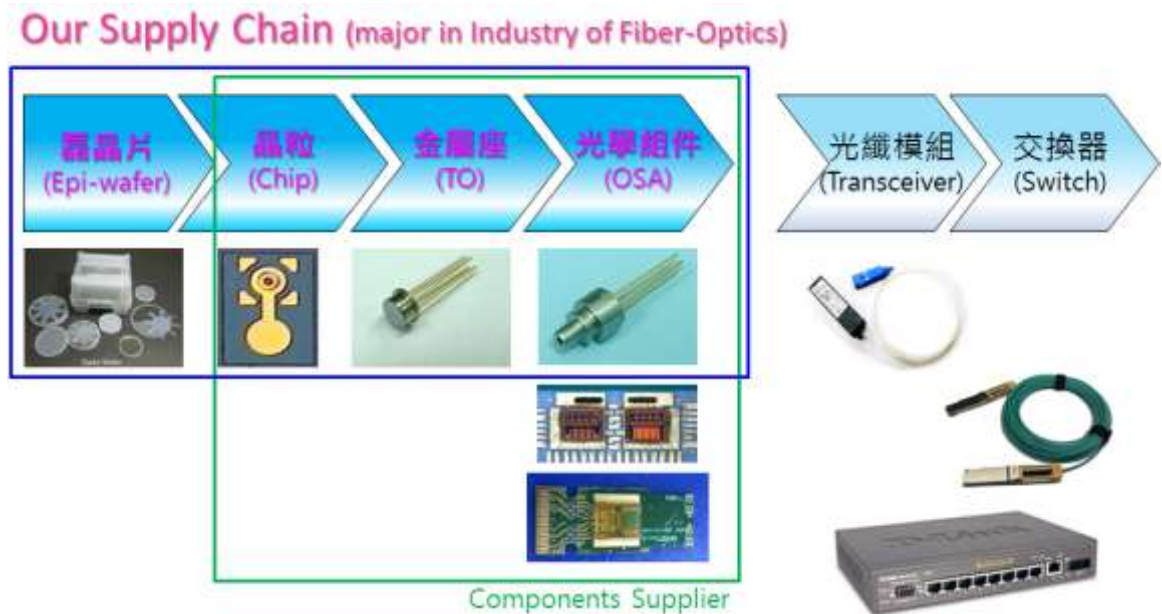 Our Supply Chain (major in Industry of Fiber-Optics)
磊晶片
(Epi-wafer)
晶粒
(Chip)
金屬座
(TO)
光學組件
(OSA)
光纖模組
(Transceiver)
交換器
(Switch)
Components Supplier